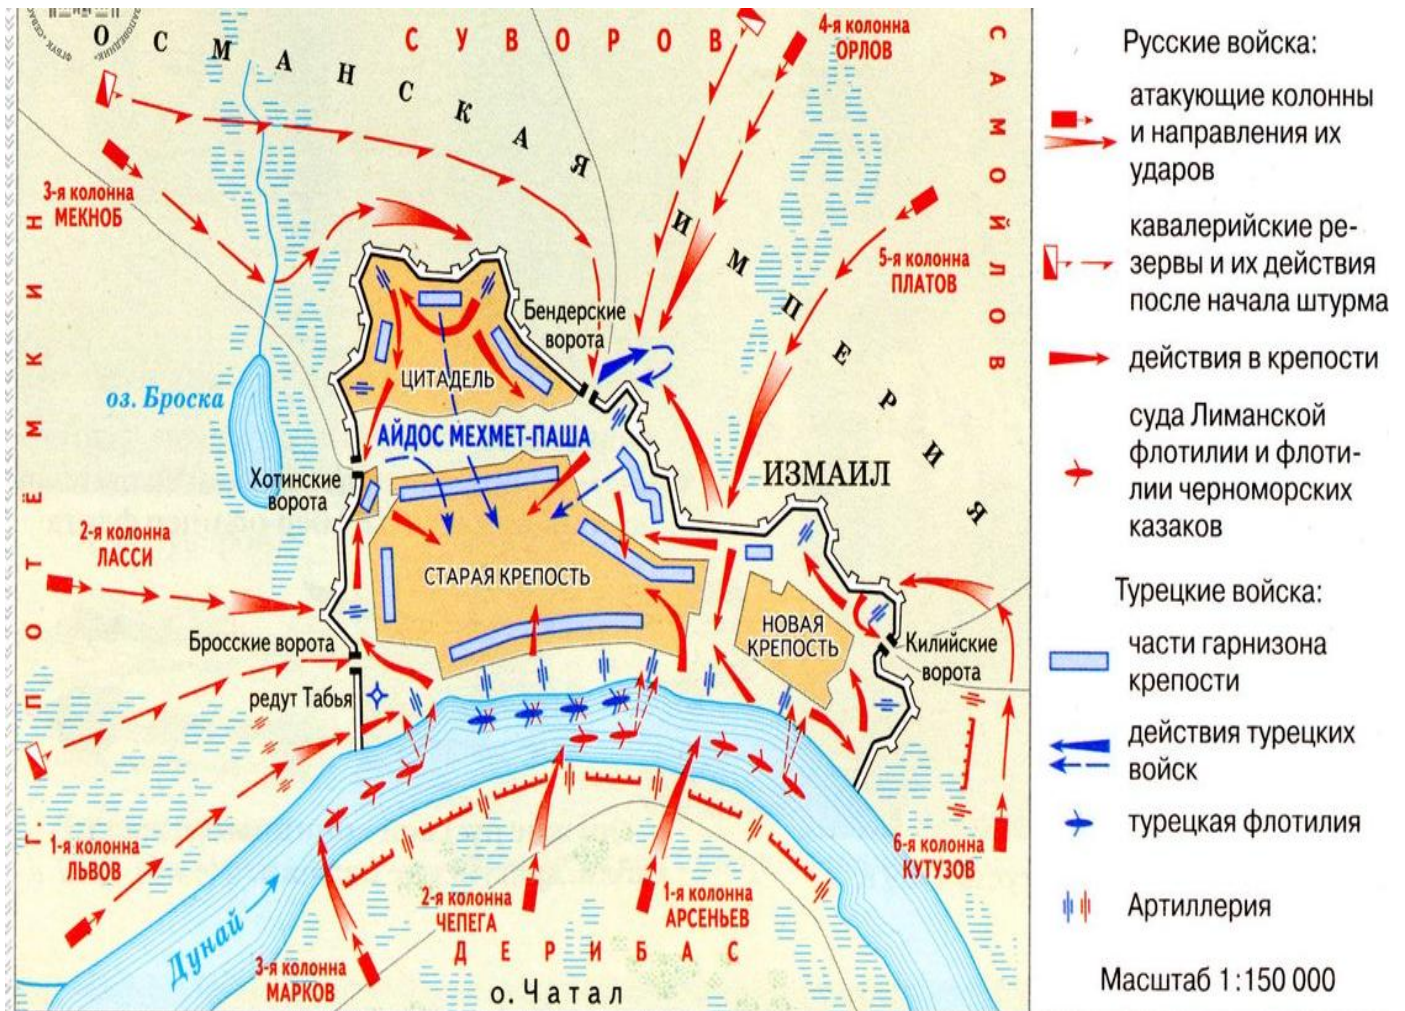 ОСМАНСКАЯ ИМПЕРИЯ
СУВОРОВ
САМОЙЛОВ
Г. ПОТЁМКИН
4-я колонна
ОРЛОВ
3-я колонна
МЕКНОБ
5-я колонна
ПЛАТОВ
Бендерские
ворота
оз. Броска
ЦИТАДЕЛЬ
АЙДОС МЕХМЕТ-ПАША
ИЗМАИЛ
Хотинские
ворота
2-я колонна
ЛАССИ
СТАРАЯ КРЕПОСТЬ
НОВАЯ
КРЕПОСТЬ
Бросские ворота
Килийские
ворота
редут Табья
1-я колонна
ЛЬВОВ
6-я колонна
КУТУЗОВ
2-я колонна
ЧЕПЕГА
1-я колонна
АРСЕНЬЕВ
ДЕРИБАС
Дунай
3-я колонна
МАРКОВ
о. Чатал
Русские войска:
атакующие колонны
и направления их
ударов
кавалерийские ре-
зервы и их действия
после начала штурма
действия в крепости
суда Лиманской
флотилии и флоти-
лии черноморских
казаков
Турецкие войска:
части гарнизона
крепости
действия турецких
войск
турецкая флотилия
Артиллерия
Масштаб 1:150 000